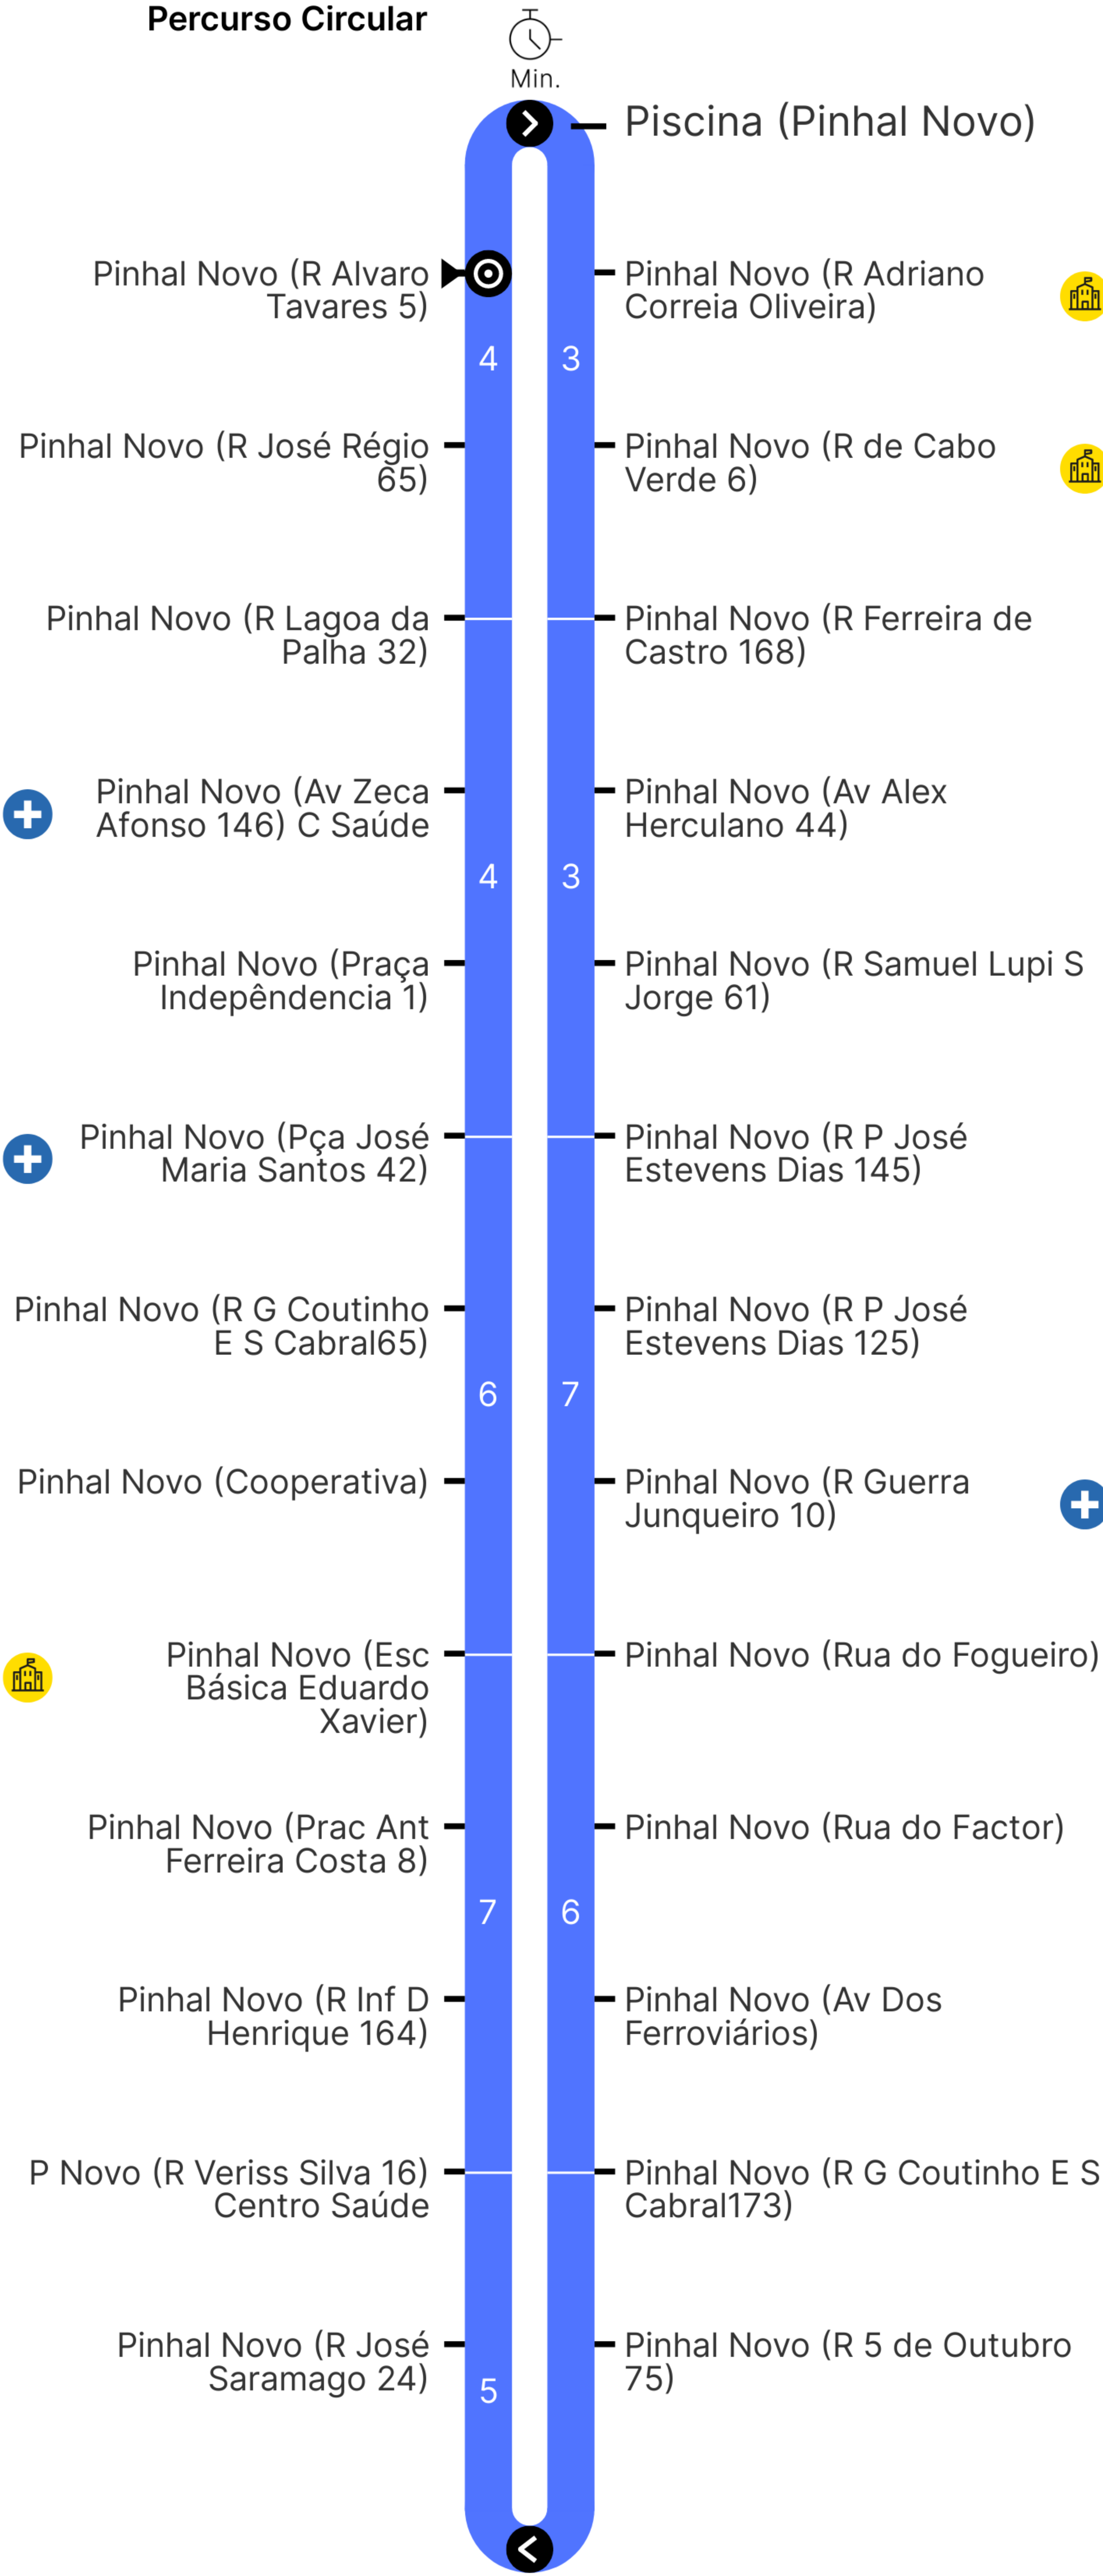 Percurso Circular
Min.
Piscina (Pinhal Novo)
Pinhal Novo (R Alvaro
Tavares 5)
Pinhal Novo (R Adriano
Correia Oliveira)
4
3
Pinhal Novo (R José Régio
65)
Pinhal Novo (R de Cabo
Verde 6)
Pinhal Novo (R Lagoa da
Palha 32)
Pinhal Novo (R Ferreira de
Castro 168)
Pinhal Novo (Av Zeca
Afonso 146) C Saúde
Pinhal Novo (Av Alex
Herculano 44)
4
3
Pinhal Novo (Praça
Indepêndencia 1)
Pinhal Novo (R Samuel Lupi S
Jorge 61)
Pinhal Novo (Pça José
Maria Santos 42)
Pinhal Novo (R P José
Estevens Dias 145)
Pinhal Novo (R G Coutinho
E S Cabral65)
Pinhal Novo (R P José
Estevens Dias 125)
6
7
Pinhal Novo (Cooperativa)
Pinhal Novo (R Guerra
Junqueiro 10)
Pinhal Novo (Esc
Básica Eduardo
Xavier)
Pinhal Novo (Rua do Fogueiro)
Pinhal Novo (Prac Ant
Ferreira Costa 8)
Pinhal Novo (Rua do Factor)
7
6
Pinhal Novo (R Inf D
Henrique 164)
Pinhal Novo (Av Dos
Ferroviários)
P Novo (R Veriss Silva 16)
Centro Saúde
Pinhal Novo (R G Coutinho E S
Cabral173)
Pinhal Novo (R José
Saramago 24)
Pinhal Novo (R 5 de Outubro
75)
5